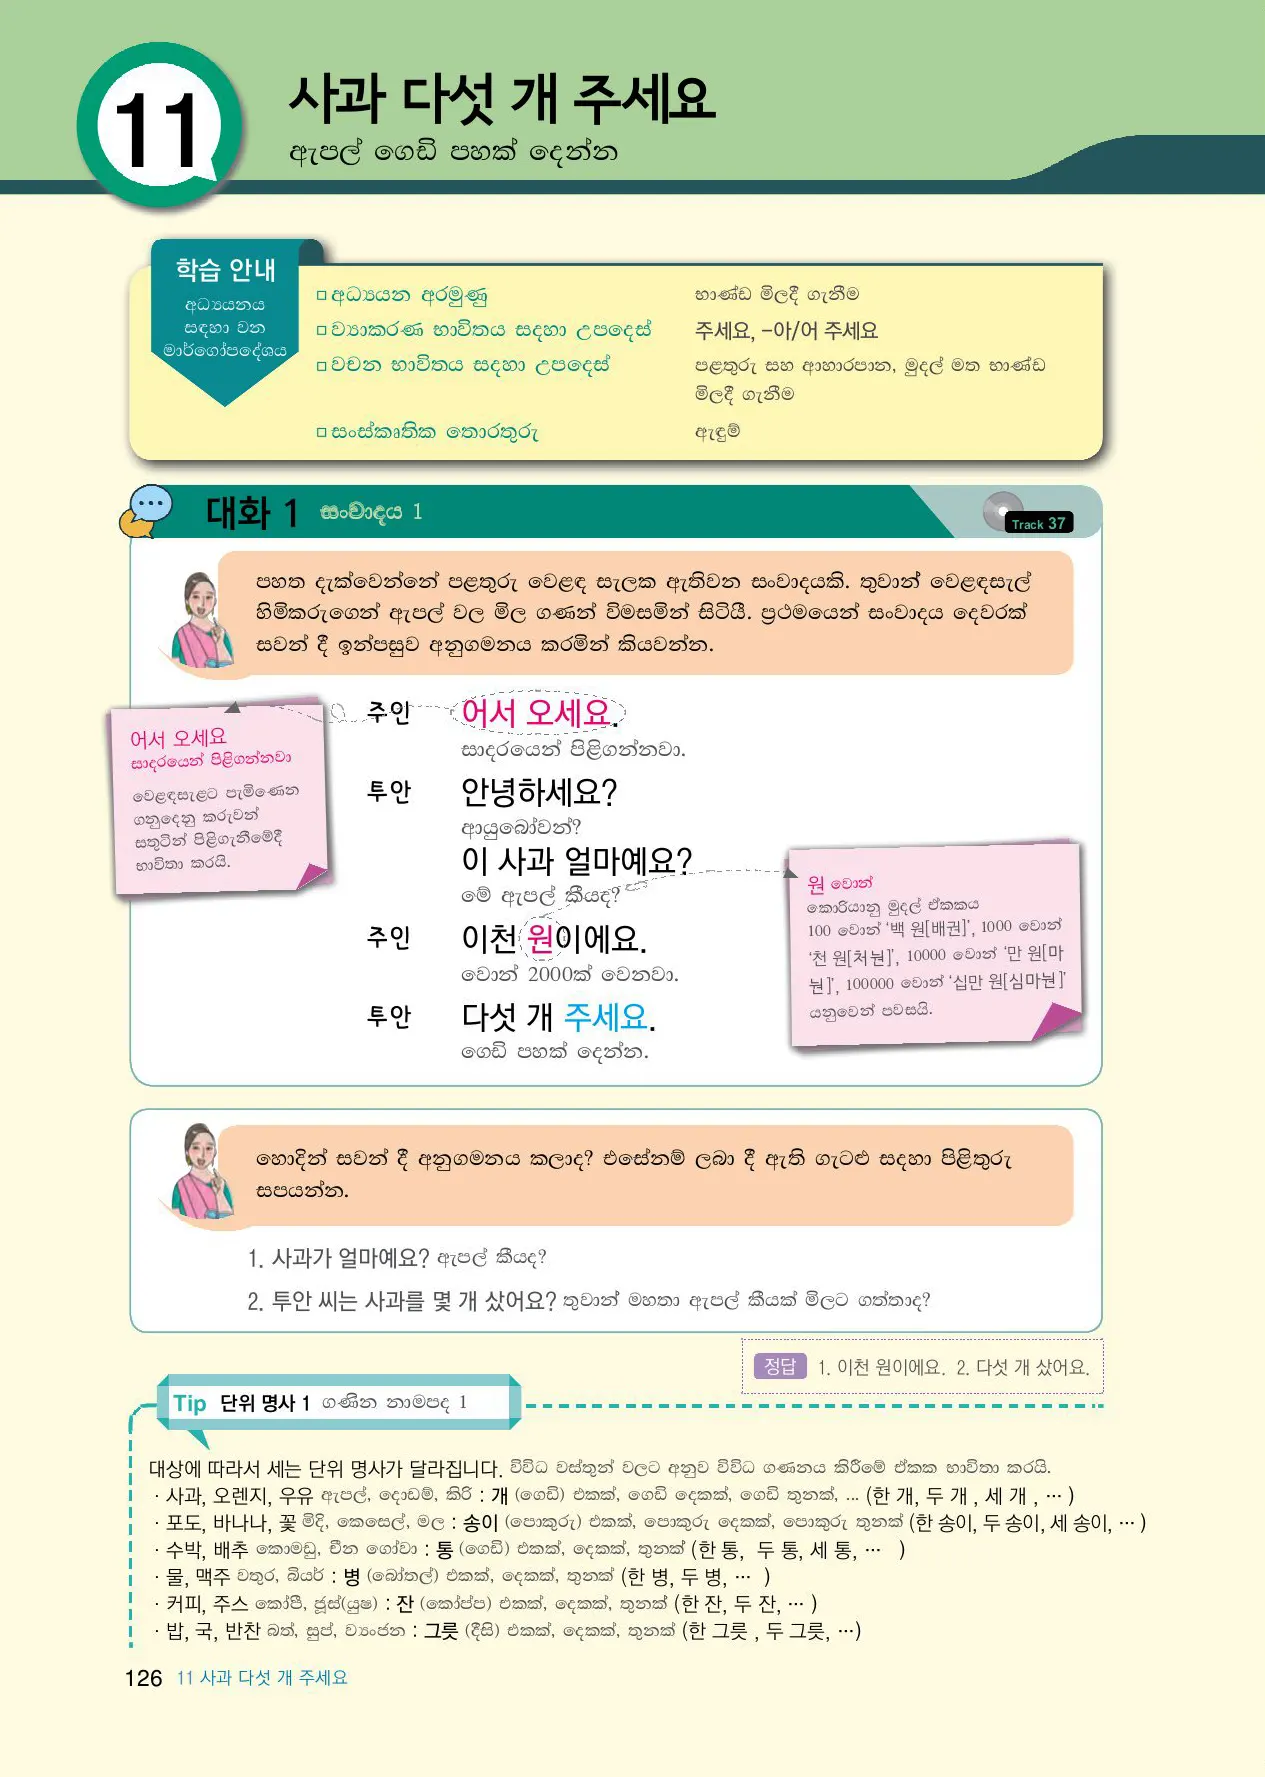 11
사과 다섯 개 주세요
ඇපල් ගෙඩි පහක් දෙන්න
학습 안내
අධ්‍යයනය
සඳහා වන
මාර්ගෝපදේශය
□ අධ්‍යයන අරමුණු
භාණ්ඩ මිලදී ගැනීම
□ ව්‍යාකරණ භාවිතය සදහා උපදෙස්
주세요, -아/어 주세요
□ වචන භාවිතය සදහා උපදෙස්
පළතුරු සහ ආහාරපාන, මුදල් මත භාණ්ඩ
මිලදී ගැනීම
□ සංස්කෘතික තොරතුරු
ඇඳුම්
대화 1 සංවාදය 1
Track 37
පහත දැක්වෙන්නේ පළතුරු වෙළඳ සැලක ඇතිවන සංවාදයකි. තුවාන් වෙළඳසැල්
හිමිකරුගෙන් ඇපල් වල මිල ගණන් විමසමින් සිටියී. ප්‍රථමයෙන් සංවාදය දෙවරක්
සවන් දී ඉන්පසුව අනුගමනය කරමින් කියවන්න.
주인 어서 오세요.
සාදරයෙන් පිළිගන්නවා.
어서 오세요
සාදරයෙන් පිළිගන්නවා
වෙළඳසැළට පැමිණෙන
ගනුදෙනු කරුවන්
සතුටින් පිළිගැනීමේදී
භාවිතා කරයි.
투안 안녕하세요?
ආයුබෝවන්?
이 사과 얼마예요?
මේ ඇපල් කීයද?
주인 이천 원이에요.
වොන් 2000ක් වෙනවා.
투안 다섯 개 주세요.
ගෙඩි පහක් දෙන්න.
원 වොන්
කොරියානු මුදල් ඒකකය
100 වොන් ‘백 원[배권]’, 1000 වොන්
‘천 원[처눤]’, 10000 වොන් ‘만 원[마
눤]’, 100000 වොන් ‘십만 원[심마눤]’
යනුවෙන් පවසයි.
හොදින් සවන් දී අනුගමනය කලාද? එසේනම් ලබා දී ඇති ගැටළු සදහා පිළිතුරු
සපයන්න.
1. 사과가 얼마예요? ඇපල් කීයද?
2. 투안 씨는 사과를 몇 개 샀어요? තුවාන් මහතා ඇපල් කීයක් මිලට ගත්තාද?
정답 1. 이천 원이에요. 2. 다섯 개 샀어요.
Tip 단위 명사 1 ගණින නාමපද 1
대상에 따라서 세는 단위 명사가 달라집니다. විවිධ වස්තුන් වලට අනුව විවිධ ගණනය කිරීමේ ඒකක භාවිතා කරයි.
· 사과, 오렌지, 우유 ඇපල්, දොඩම්, කිරි : 개 (ගෙඩි) එකක්, ගෙඩි දෙකක්, ගෙඩි තුනක්, ... (한 개, 두 개 , 세 개 , … )
· 포도, 바나나, 꽃 මිදි, කෙසෙල්, මල : 송이 (පොකුරු) එකක්, පොකුරු දෙකක්, පොකුරු තුනක් (한 송이, 두 송이, 세 송이, … )
· 수박, 배추 කොමඩු, චීන ගෝවා : 통 (ගෙඩි) එකක්, දෙකක්, තුනක් (한 통, 두 통, 세 통, … )
· 물, 맥주 වතුර, බියර් : 병 (බෝතල්) එකක්, දෙකක්, තුනක් (한 병, 두 병, … )
· 커피, 주스 කෝපී, ජූස්(යුෂ) : 잔 (කෝප්ප) එකක්, දෙකක්, තුනක් (한 잔, 두 잔, … )
· 밥, 국, 반찬 බත්, සුප්, ව්‍යංජන : 그릇 (දීසි) එකක්, දෙකක්, තුනක් (한 그릇 , 두 그릇, …)
126 11 사과 다섯 개 주세요